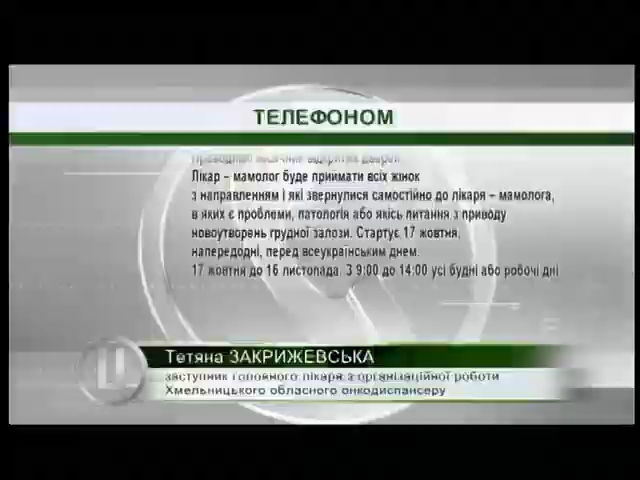 ТЕЛЕФОНОМ
Лікар – мамолог буде приймати всіх жінок
з направленням і які звернулися самостійно до лікаря – мамолога,
в яких є проблеми, патологія або якісь питання з приводу
новоутворень грудної залози. Стартує 17 жовтня,
напередодні, перед всеукраїнським днем.
17 жовтня до 16 листопада. З 9:00 до 14:00 усі будні або робочі дні
Тетяна ЗАКРИЖЕВСЬКА
заступник головного лікаря з організаційної роботи
Хмельницького обласного онкодиспансеру